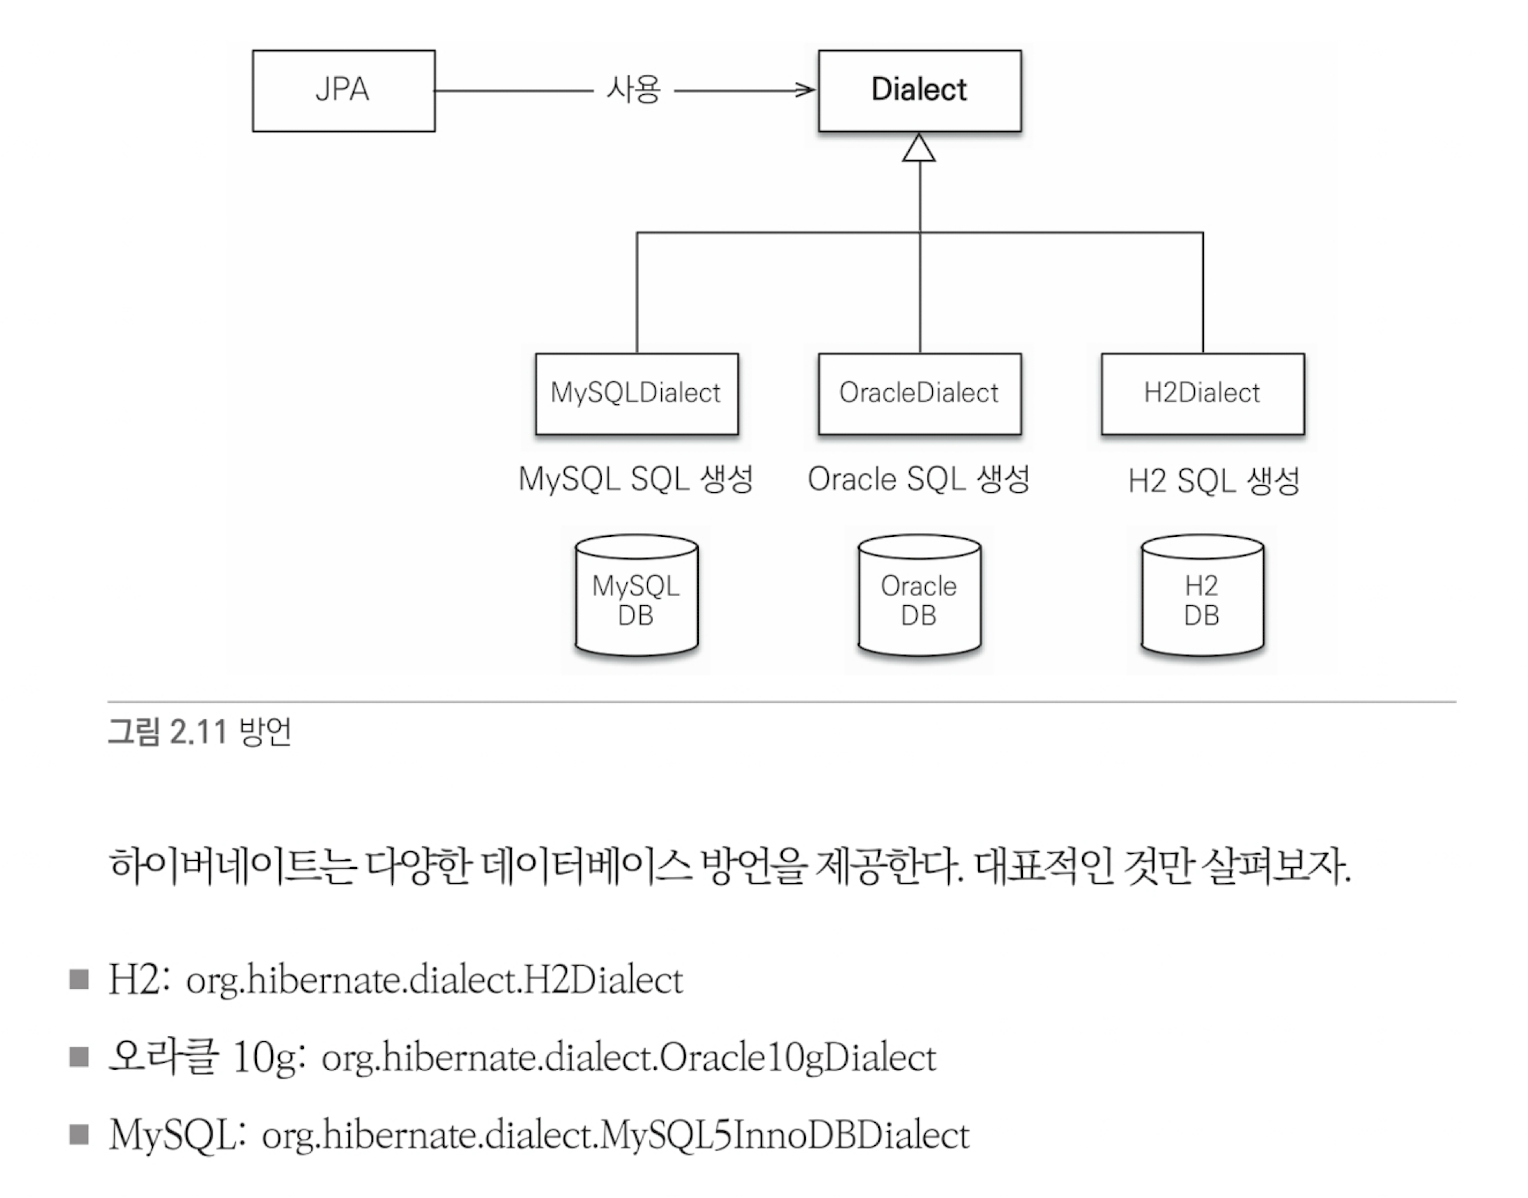 JPA
사용
Dialect
MySQLDialect
OracleDialect
H2Dialect
MySQL SQL 생성
Oracle SQL 생성
H2 SQL 생성
MySQL
DB
Oracle
DB
H2
DB
그림 2.11 방언
하이버네이트는 다양한 데이터베이스 방언을 제공한다. 대표적인 것만 살펴보자.
■ H2: org.hibernate.dialect.H2Dialect
■ 오라클 10g: org.hibernate.dialect.Oracle10gDialect
■ MySQL: org.hibernate.dialect.MySQL5InnoDBDialect